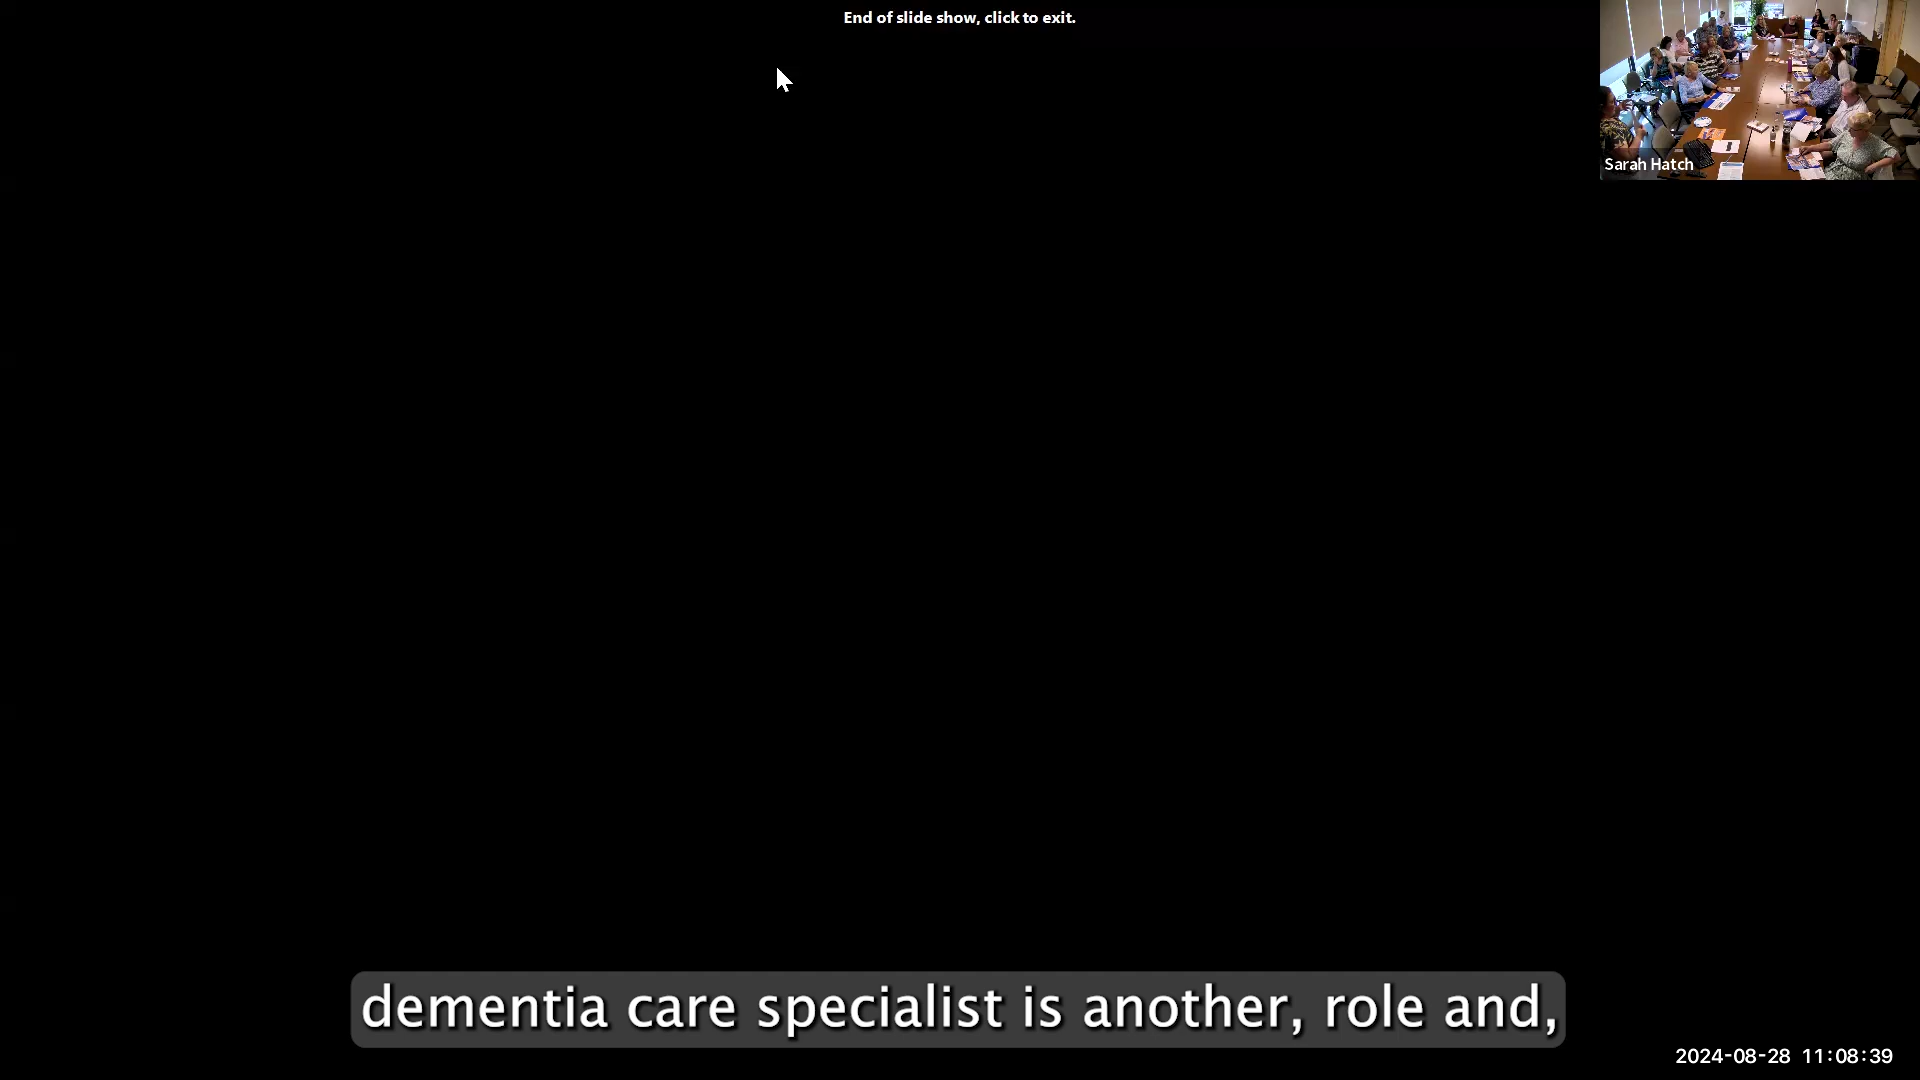 End of slide show, click to exit.
Sarah Hatch
dementia care specialist is another, role and,
2024-08-28 11:08:39